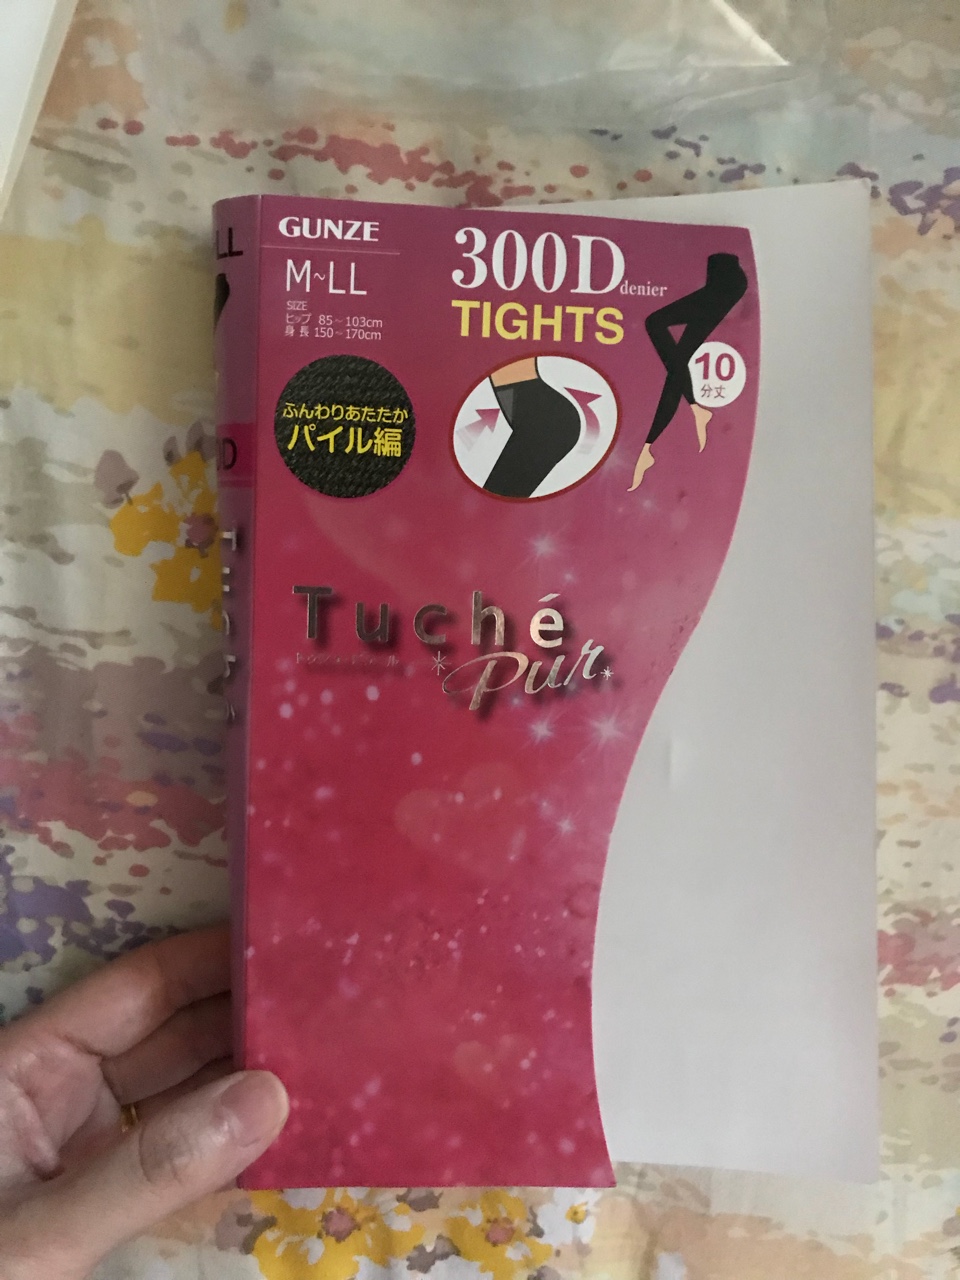 GUNZE
M~LL
SIZE
ヒップ 85~103cm
身長 150~170cm
300D denier
TIGHTS
10
分丈
ふんわりあたたか
パイル編
Tuché
Pur
LL
D